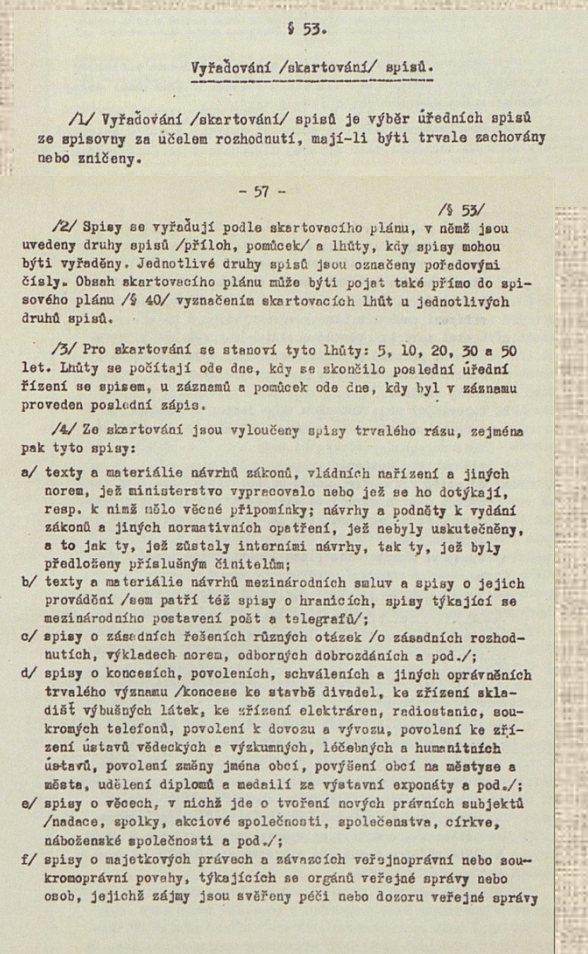 § 53.
Vyřaďování /skartování/ spisů.
/1/ Vyřaďování /skartování/ spisů je výběr úředních spisů
ze spisovny za účelem rozhodnutí, mají-li býti trvale zachovány
nebo zničeny.
- 57 -
/§ 53/
/2/ Spisy se vyřaďují podle skartovacího plánu, v němž jsou
uvedeny druhy spisů /příloh, pomůcek/ a lhůty, kdy spisy mohou
býti vyřaděny. Jednotlivé druhy spisů jsou označeny pořadovými
čísly. Obsah skartovacího plánu může býti pojat také přímo do spi-
sového plánu /§ 40/ vyznačením skartovacích lhůt u jednotlivých
druhů spisů.
/3/ Pro skartování se stanoví tyto lhůty: 5, 10, 20, 30 a 50
let. Lhůty se počítají ode dne, kdy se skončilo poslední úřední
řízení se spisem, u záznamů a pomůcek ode dne, kdy byl v záznamu
proveden poslední zápis.
/4/ Ze skartování jsou vyloučeny spisy trvalého rázu, zejména
pak tyto spisy:
a/ texty a materiálie návrhů zákonů, vládních nařízení a jiných
norem, jež ministerstvo vypracovalo nebo jež se ho dotýkají,
resp. k nimž mělo věcné připomínky; návrhy a podněty k vydání
zákonů a jiných normativních opatření, jež nebyly uskutečněny,
a to jak ty, jež zůstaly interními návrhy, tak ty, jež byly
předloženy příslušným činitelům;
b/ texty a materiálie návrhů mezinárodních smluv a spisy o jejich
provádění /sem patří též spisy o hranicích, spisy týkající se
mezinárodního postavení pošt a telegrafů/;
c/ spisy o zásadních řešeních různých otázek /o zásadních rozhod-
nutích, výkladech norem, odborných dobrozdáních a pod./;
d/ spisy o koncesích, povoleních, schváleních a jiných oprávněních
trvalého významu /koncese ke stavbě divadel, ke zřízení skla-
dišť výbušných látek, ke zřízení elektráren, radiostanic, sou-
kromých telefonů, povolení k dovozu a vývozu, povolení ke zří-
zení ústavů vědeckých a výzkumných, léčebných a humanitních
ústavů, povolení změny jména obcí, povýšení obcí na městyse a
města, udělení diplomů a medailí za výstavní exponáty a pod./;
e/ spisy o věcech, v nichž jde o tvoření nových právních subjektů
/nadace, spolky, akciové společnosti, společenstva, církve,
náboženské společnosti a pod./;
f/ spisy o majetkových právech a závazcích veřejnoprávní nebo sou-
kromoprávní povahy, týkajících se orgánů veřejné správy nebo
osob, jejichž zájmy jsou svěřeny péči nebo dozoru veřejné správy